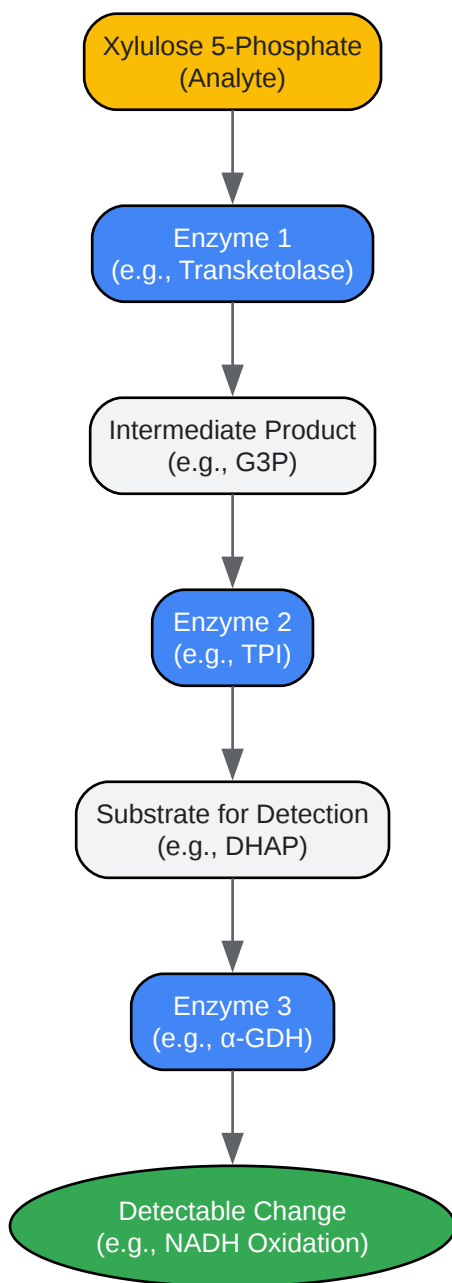 Xylulose 5-Phosphate
(Analyte)
Enzyme 1
(e.g., Transketolase)
Intermediate Product
(e.g., G3P)
Enzyme 2
(e.g., TPI)
Substrate for Detection
(e.g., DHAP)
Enzyme 3
(e.g., α-GDH)
Detectable Change
(e.g., NADH Oxidation)